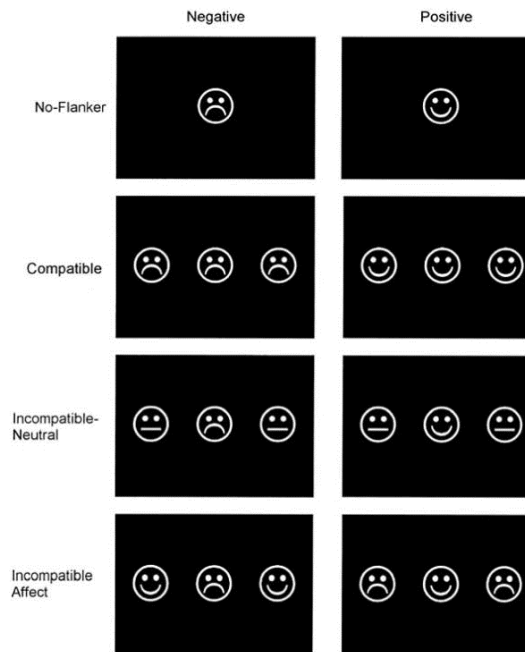 Negative
Positive
No-Flanker
Compatible
Incompatible-
Neutral
Incompatible
Affect